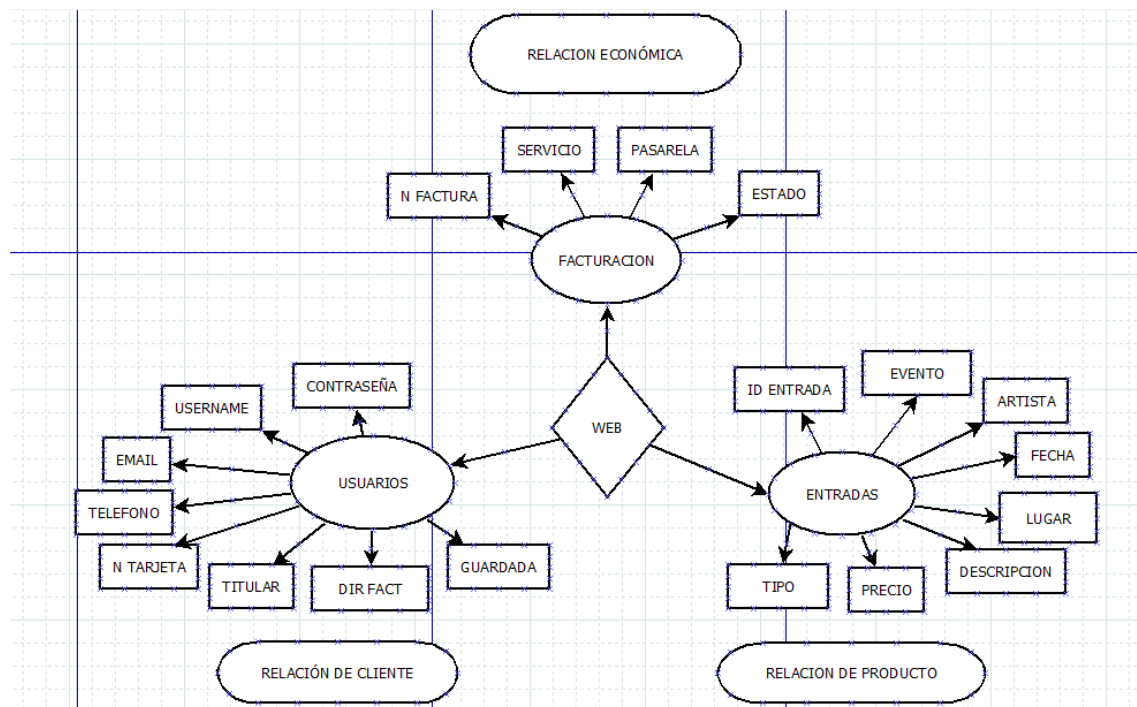 RELACION ECONÓMICA
SERVICIO
PASARELA
N FACTURA
ESTADO
FACTURACION
CONTRASEÑA
USERNAME
EMAIL
TELEFONO
N TARJETA
TITULAR
DIR FACT
GUARDADA
USUARIOS
WEB
ID ENTRADA
EVENTO
ARTISTA
FECHA
LUGAR
DESCRIPCION
PRECIO
TIPO
ENTRADAS
RELACIÓN DE CLIENTE
RELACION DE PRODUCTO